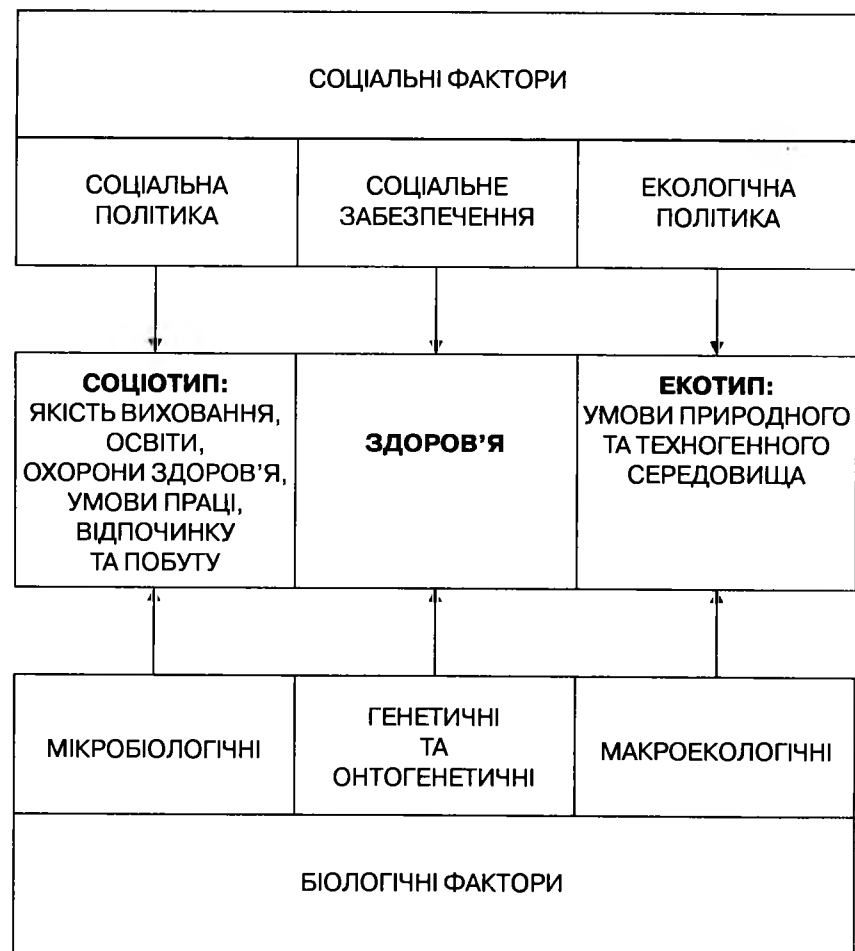 СОЦІАЛЬНІ ФАКТОРИ
СОЦІАЛЬНА
ПОЛІТИКА
СОЦІАЛЬНЕ
ЗАБЕЗПЕЧЕННЯ
ЕКОЛОГІЧНА
ПОЛІТИКА
СОЦІОТИП:
ЯКІСТЬ ВИХОВАННЯ,
ОСВІТИ,
ОХОРОНИ ЗДОРОВ'Я,
УМОВИ ПРАЦІ,
ВІДПОЧИНКУ
ТА ПОБУТУ
ЗДОРОВ'Я
ЕКОТИП:
УМОВИ ПРИРОДНОГО
ТА ТЕХНОГЕННОГО
СЕРЕДОВИЩА
МІКРОБІОЛОГІЧНІ
ГЕНЕТИЧНІ
ТА
ОНТОГЕНЕТИЧНІ
МАКРОЕКОЛОГІЧНІ
БІОЛОГІЧНІ ФАКТОРИ